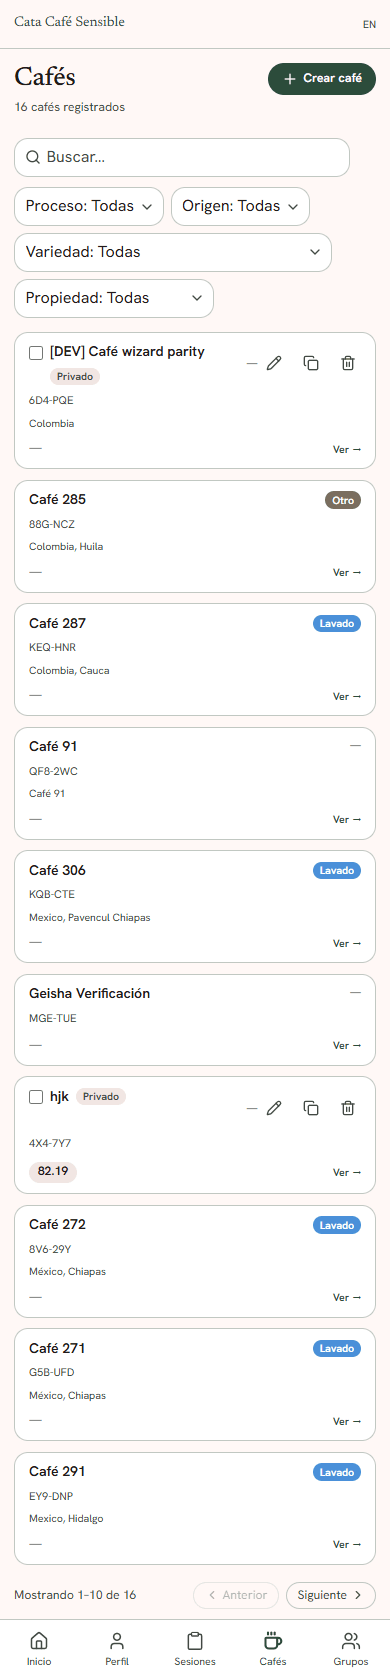 Cata Café Sensible
EN
Cafés
Crear café
16 cafés registrados
Buscar...
Proceso: Todas
Origen: Todas
Variedad: Todas
Propiedad: Todas
[DEV] Café wizard parity
—
Privado
6D4-PQE
Colombia
—
Ver →
Café 285
Otro
88G-NCZ
Colombia, Huila
—
Ver →
Café 287
Lavado
KEQ-HNR
Colombia, Cauca
—
Ver →
Café 91
—
QF8-2WC
Café 91
—
Ver →
Café 306
Lavado
KQB-CTE
Mexico, Pavencul Chiapas
—
Ver →
Geisha Verificación
—
MGE-TUE
—
Ver →
hjk
Privado
—
4X4-7Y7
82.19
Ver →
Café 272
Lavado
8V6-29Y
México, Chiapas
—
Ver →
Café 271
Lavado
G5B-UFD
México, Chiapas
—
Ver →
Café 291
Lavado
EY9-DNP
Mexico, Hidalgo
—
Ver →
Mostrando 1–10 de 16
Anterior
Siguiente
Inicio
Perfil
Sesiones
Cafés
Grupos